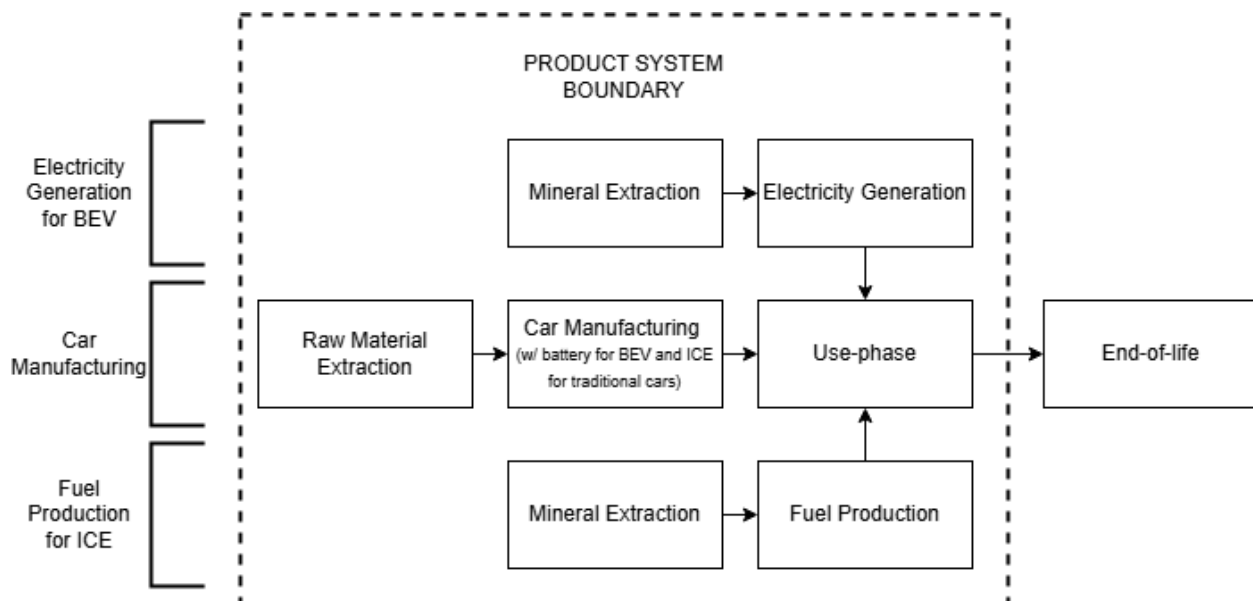 PRODUCT SYSTEM
BOUNDARY
Electricity
Generation
for BEV
Mineral Extraction
Electricity Generation
Car
Manufacturing
Raw Material
Extraction
Car Manufacturing
(w/ battery for BEV and ICE
for traditional cars)
Use-phase
End-of-life
Fuel
Production
for ICE
Mineral Extraction
Fuel Production